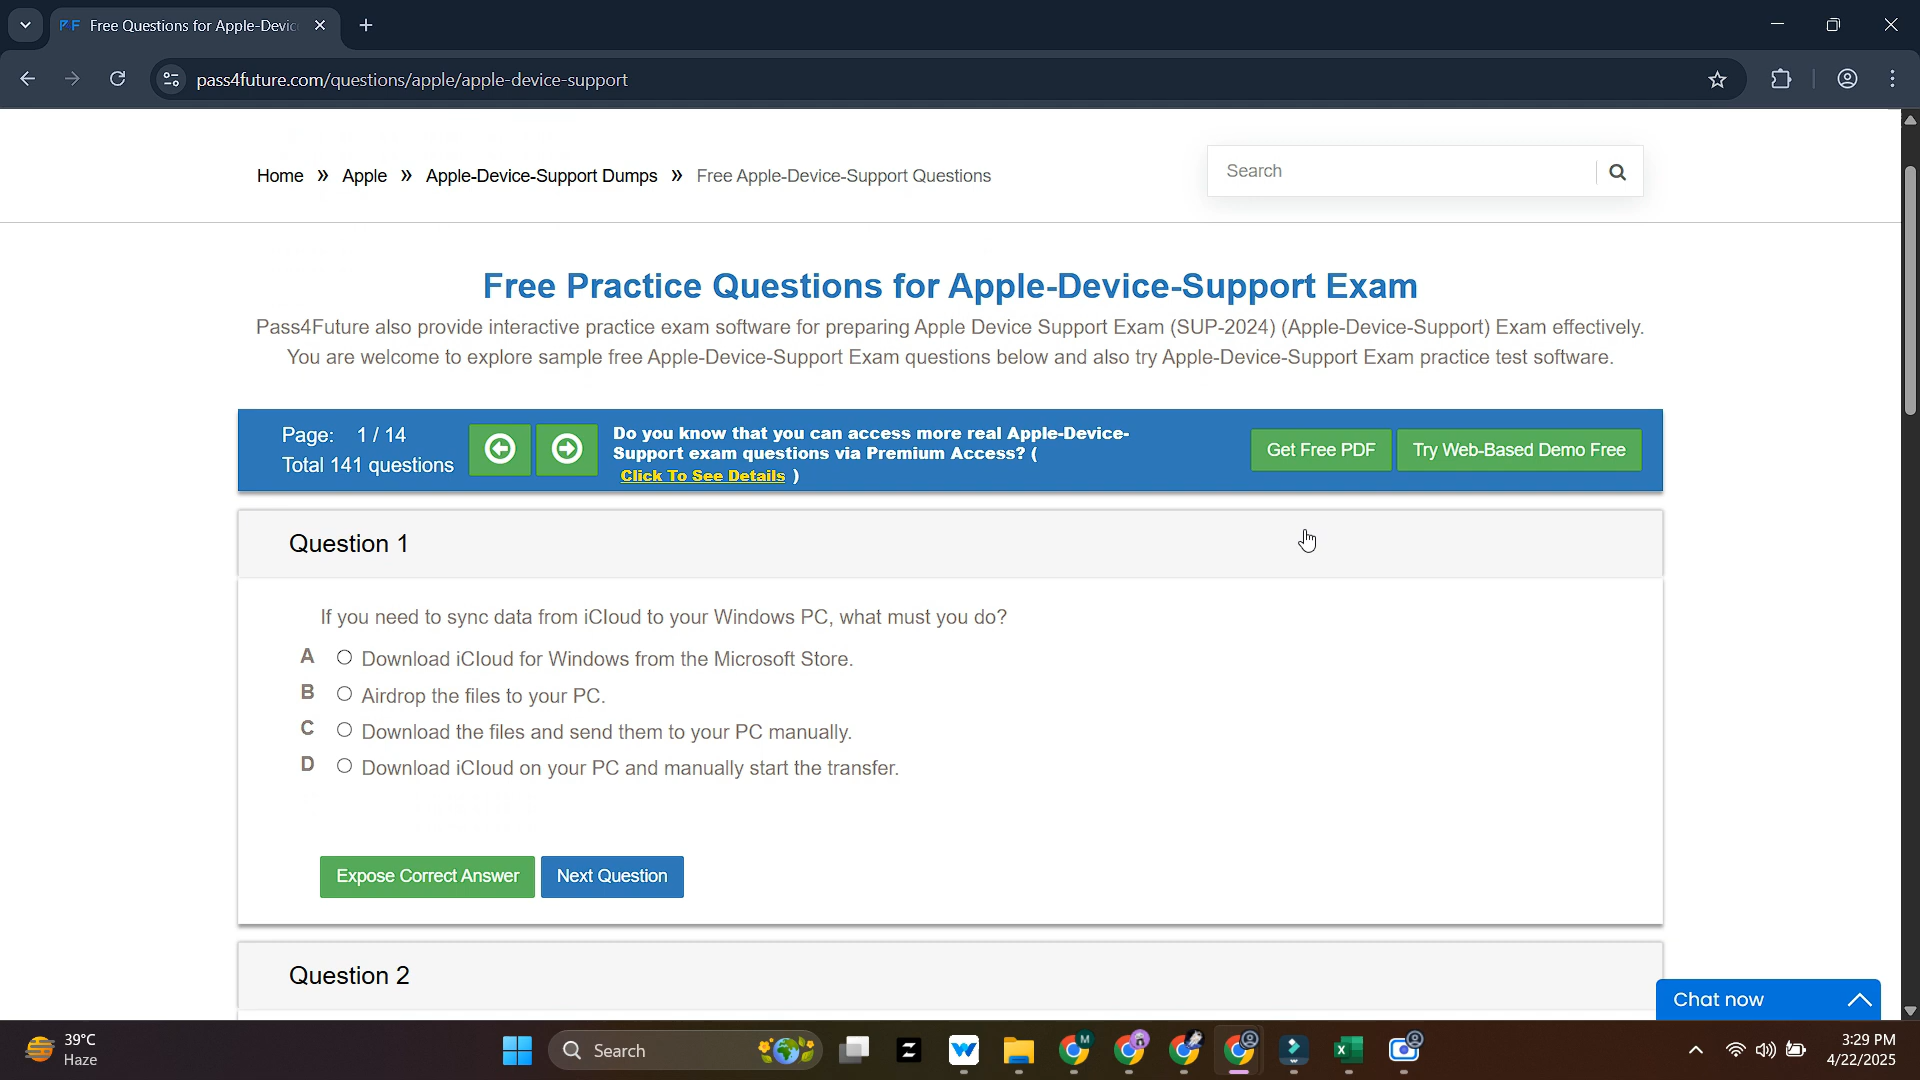 Free Questions for Apple-Devic
pass4future.com/questions/apple/apple-device-support
Home » Apple » Apple-Device-Support Dumps » Free Apple-Device-Support Questions
Search
Free Practice Questions for Apple-Device-Support Exam
Pass4Future also provide interactive practice exam software for preparing Apple Device Support Exam (SUP-2024) (Apple-Device-Support) Exam effectively.
You are welcome to explore sample free Apple-Device-Support Exam questions below and also try Apple-Device-Support Exam practice test software.
Page: 1 / 14
Total 141 questions
Do you know that you can access more real Apple-Device-
Support exam questions via Premium Access? (
Click To See Details )
Get Free PDF
Try Web-Based Demo Free
Question 1
If you need to sync data from iCloud to your Windows PC, what must you do?
A Download iCloud for Windows from the Microsoft Store.
B Airdrop the files to your PC.
C Download the files and send them to your PC manually.
D Download iCloud on your PC and manually start the transfer.
Expose Correct Answer
Next Question
Question 2
Chat now
39°C
Haze
Search
3:29 PM
4/22/2025